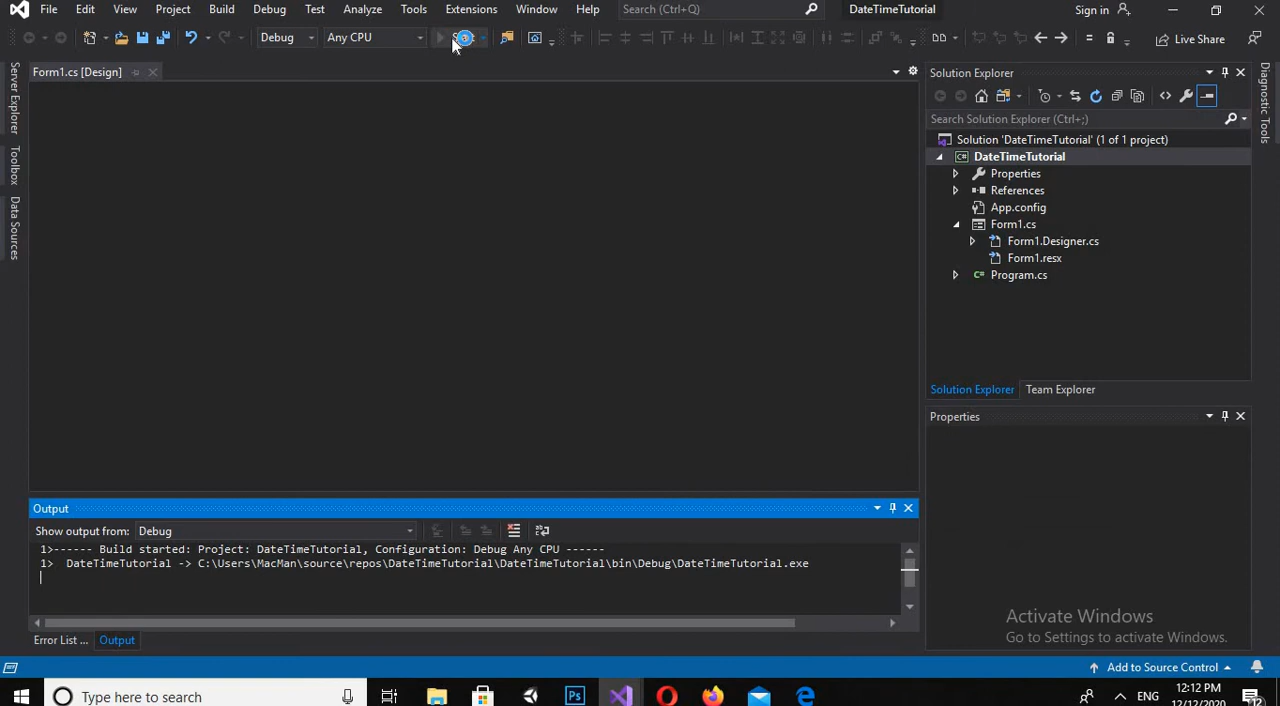 File Edit View Project Build Debug Test Analyze Tools Extensions Window Help Search (Ctrl+Q) DateTimeTutorial Sign in
Debug Any CPU Live Share
Form1.cs [Design]
Server Explorer
Toolbox
Data Sources
Solution Explorer
Search Solution Explorer (Ctrl+;)
Solution 'DateTimeTutorial' (1 of 1 project)
C# DateTimeTutorial
Properties
References
App.config
Form1.cs
Form1.Designer.cs
Form1.resx
C# Program.cs
Solution Explorer Team Explorer
Diagnostic Tools
Properties
Output
Show output from: Debug
1>------ Build started: Project: DateTimeTutorial, Configuration: Debug Any CPU ------
1> DateTimeTutorial -> C:\Users\MacMan\source\repos\DateTimeTutorial\DateTimeTutorial\bin\Debug\DateTimeTutorial.exe
Activate Windows
Go to Settings to activate Windows.
Error List ... Output
Add to Source Control
Type here to search
Ps
ENG
12:12 PM
12/12/2020